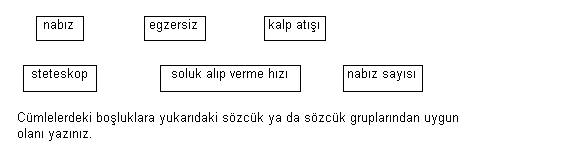 nabız egzersiz kalp atışı
steteskop soluk alıp verme hızı nabız sayısı
Cümlelerdeki boşluklara yukarıdaki sözcük ya da sözcük gruplarından uygun
olanı yazınız.